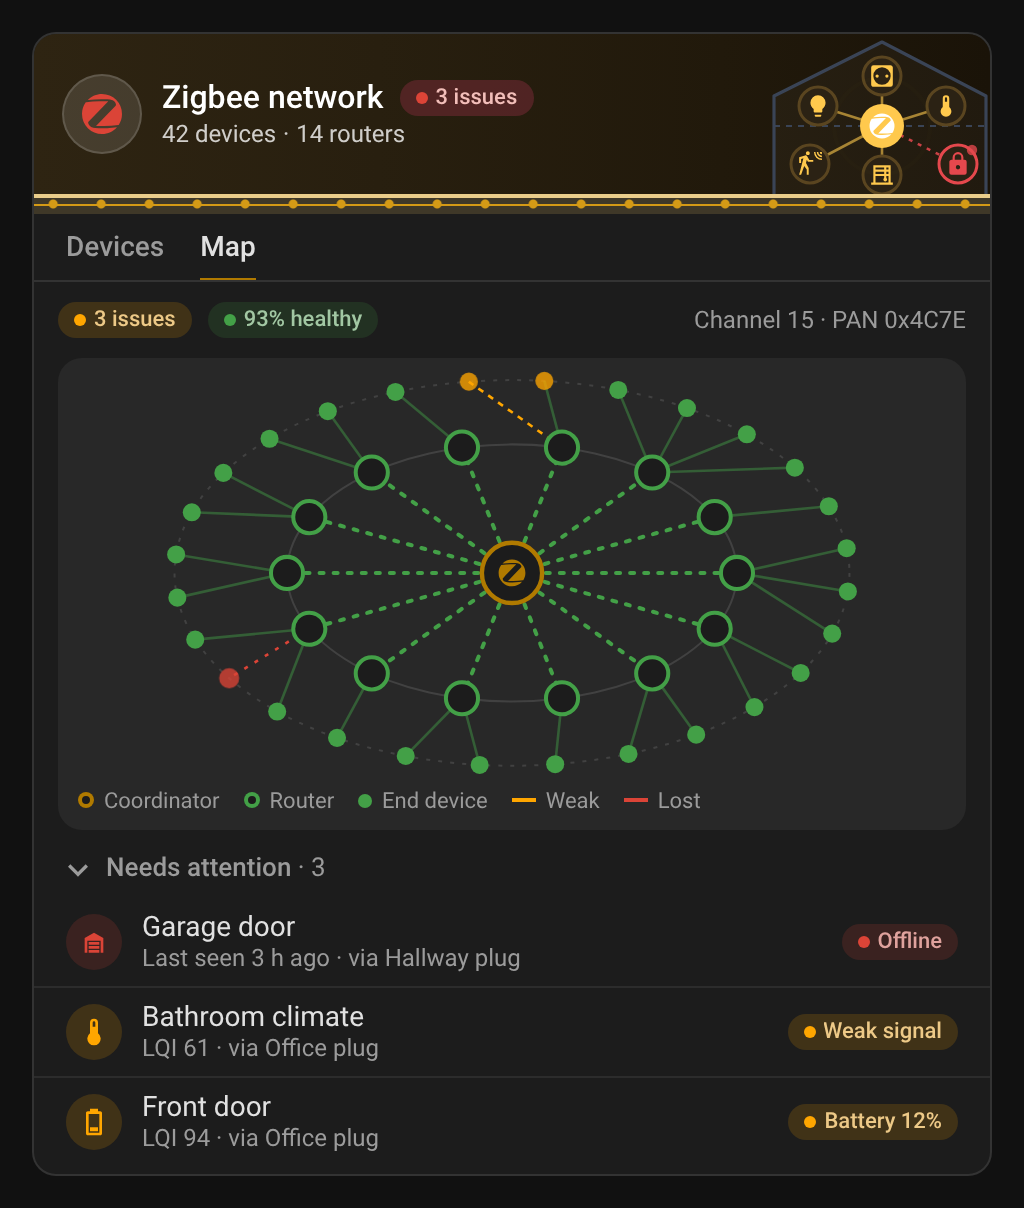 Zigbee network
3 issues
42 devices · 14 routers
Devices
Map
3 issues
93% healthy
Channel 15 · PAN 0x4C7E
Coordinator
Router
End device
Weak
Lost
Needs attention · 3
Garage door
Last seen 3 h ago · via Hallway plug
Offline
Bathroom climate
LQI 61 · via Office plug
Weak signal
Front door
LQI 94 · via Office plug
Battery 12%